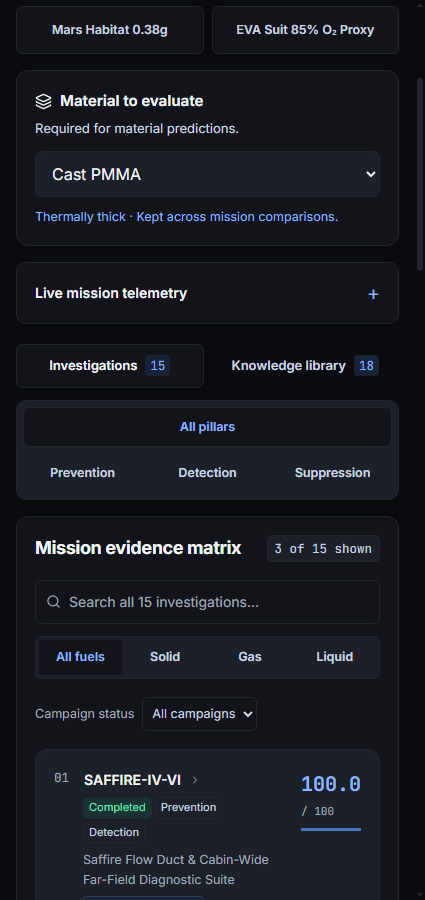 Mars Habitat 0.38g
EVA Suit 85% O₂ Proxy
Material to evaluate
Required for material predictions.
Cast PMMA
Thermally thick · Kept across mission comparisons.
Live mission telemetry
+
Investigations 15
Knowledge library 18
All pillars
Prevention
Detection
Suppression
Mission evidence matrix
3 of 15 shown
Search all 15 investigations...
All fuels
Solid
Gas
Liquid
Campaign status
All campaigns
01
SAFFIRE-IV-VI
100.0
/ 100
Completed
Prevention
Detection
Saffire Flow Duct & Cabin-Wide
Far-Field Diagnostic Suite